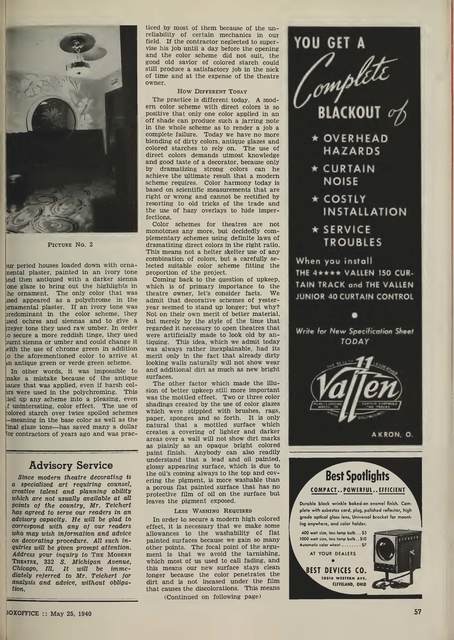 PICTURE NO. 2
our period houses loaded down with orna-
mental plaster, painted in an ivory tone
and then antiqued with a darker sienna
tone glaze to bring out the highlights in
the ornament. The only color that was
used appeared as a polychrome in the
ornamental plaster. If an ivory tone was
predominant in the color scheme, they
used ochres and siennas and to give a
greyer tone they used raw umber. In order
to secure a more reddish tinge, they used
burnt sienna or umber and could change it
with the use of chrome green in addition
to the aforementioned color to arrive at
an antique green or verde green scheme.
In other words, it was impossible to
make a mistake because of the antique
glazes that was applied, even if harsh col-
ors were used in the polychroming. This
tied up any scheme into a pleasing, even
if uninteresting, color effect. The use of
colored starch over twice spoiled schemes
—meaning in the base color as well as the
final glaze tone—has saved many a dollar
for contractors of years ago and was prac-
Advisory Service
Since modern theatre decorating is
a specialized art requiring counsel,
creative talent and planning ability
which are not usually available at all
points of the country, Mr. Teichert
has agreed to serve our readers in an
advisory capacity. He will be glad to
correspond with any of our readers
who may wish information and advice
on decorating procedure. All such in-
quiries will be given prompt attention.
Address your inquiry to THE MODERN
THEATRE, 332 S. Michigan Avenue,
Chicago, Ill. It will be imme-
diately referred to Mr. Teichert for
analysis and advice, without obliga-
tion.
BOXOFFICE :: May 25, 1940
ticed by most of them because of the un-
reliability of certain mechanics in our
field. If the contractor neglected to super-
vise his job until a day before the opening
and the color scheme did not suit, the
good old savior of colored starch could
still produce a satisfactory job in the nick
of time and at the expense of the theatre
owner.
HOW DIFFERENT TODAY
The practice is different today. A mod-
ern color scheme with direct colors is so
positive that only one color applied in an
off shade can produce such a jarring note
in the whole scheme as to render a job a
complete failure. Today we have no more
blending of dirty colors, antique glazes and
colored starches to rely on. The use of
direct colors demands utmost knowledge
and good taste of a decorator, because only
by dramatizing strong colors can he
achieve the ultimate result that a modern
scheme requires. Color harmony today is
based on scientific measurements that are
right or wrong and cannot be rectified by
resorting to old tricks of the trade and
the use of hazy overlays to hide imper-
fections.
Color schemes for theatres are not
monotones any more, but decidedly com-
plementary schemes using definite laws of
dramatizing direct colors in the right ratio.
This means not a helter skelter use of any
combination of colors, but a carefully se-
lected suitable color scheme fitting the
proportion of the project.
Coming back to the question of upkeep,
which is of primary importance to the
theatre owner, let's consider facts. We
admit that decorative schemes of yester-
year seemed to stand up longer; but why?
Not on their own merit of better material,
but merely by the style of the time that
regarded it necessary to open theatres that
were artificially made to look old by an-
tiquing. This idea, which we admit today
was always rather inexplainable, had its
merit only in the fact that already dirty
looking walls naturally will not show wear
and additional dirt as much as new bright
surfaces.
The other factor which made the illu-
sion of better upkeep still more important
was the mottled effect. Two or three color
shadings created by the use of color glazes
which were stippled with brushes, rags,
paper, sponges and so forth. It is only
natural that a mottled surface which
creates a covering of lighter and darker
areas over a wall will not show dirt marks
as plainly as an opaque bright colored
paint finish. Anybody can also readily
understand that a lead and oil painted,
glossy appearing surface, which is due to
the oil's coming always to the top and cov-
ering the pigment, is more washable than
a porous flat painted surface that has no
protective film of oil on the surface but
leaves the pigment exposed.
LESS WASHING REQUIRED
In order to secure a modern high colored
effect, it is necessary that we make some
allowances to the washability of flat
painted surfaces because we gain so many
other points. The focal point of the argu-
ment is that we avoid the tarnishing,
which most of us used to call fading, and
this means our new surface stays clean
longer because the color penetrates the
dirt and is not incased under the film
that causes the discolorations. This means
(Continued on following page)
YOU GET A
Complete
BLACKOUT of
★ OVERHEAD
HAZARDS
★ CURTAIN
NOISE
★ COSTLY
INSTALLATION
★ SERVICE
TROUBLES
When you install
THE 4★★★★ VALLEN 150 CUR-
TAIN TRACK and THE VALLEN
JUNIOR 40 CURTAIN CONTROL
Write for New Specification Sheet
TODAY
Vallen
AKRON, O.
Best Spotlights
COMPACT...POWERFUL...EFFICIENT
Durable black wrinkle baked-on enamel finish. Com-
plete with asbestos cord, plug, polished reflector, high
grade optical glass lens. Universal bracket for mount-
ing anywhere, and color holder.
AT YOUR DEALERS
BEST DEVICES CO.
10516 WESTERN AVE.
CLEVELAND, OHIO
57